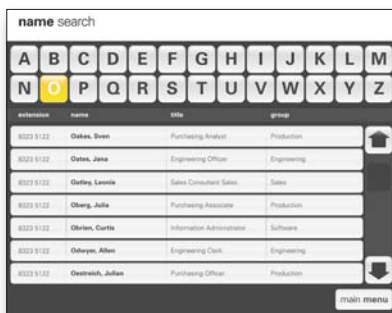 name search
A B C D E F G H I J K L M
N O P Q R S T U V W X Y Z
extension name title group
8323 5122 Oakes, Sven Purchasing Analyst Production
8323 5122 Oates, Jana Engineering Officer Engineering
8323 5122 Oatley, Leonie Sales Consultant Sales Sales
8323 5122 Oberg, Julia Purchasing Associate Production
8323 5122 Obrien, Curtis Information Administrator Software
8323 5122 Odwyer, Allen Engineering Clerk Engineering
8323 5122 Oestreich, Julian Purchasing Officer Production
main menu